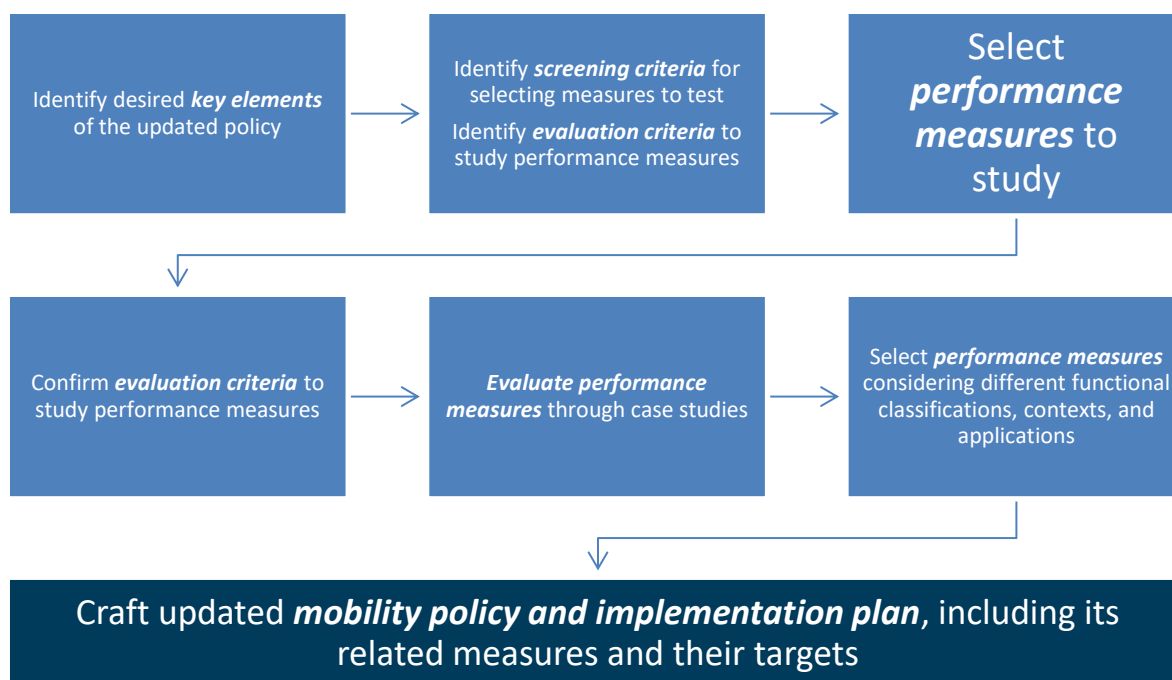 Identify desired key elements
of the updated policy
Identify screening criteria for
selecting measures to test
Identify evaluation criteria to
study performance measures
Select
performance
measures to
study
Confirm evaluation criteria to
study performance measures
Evaluate performance
measures through case studies
Select performance measures
considering different functional
classifications, contexts, and
applications
Craft updated mobility policy and implementation plan, including its
related measures and their targets